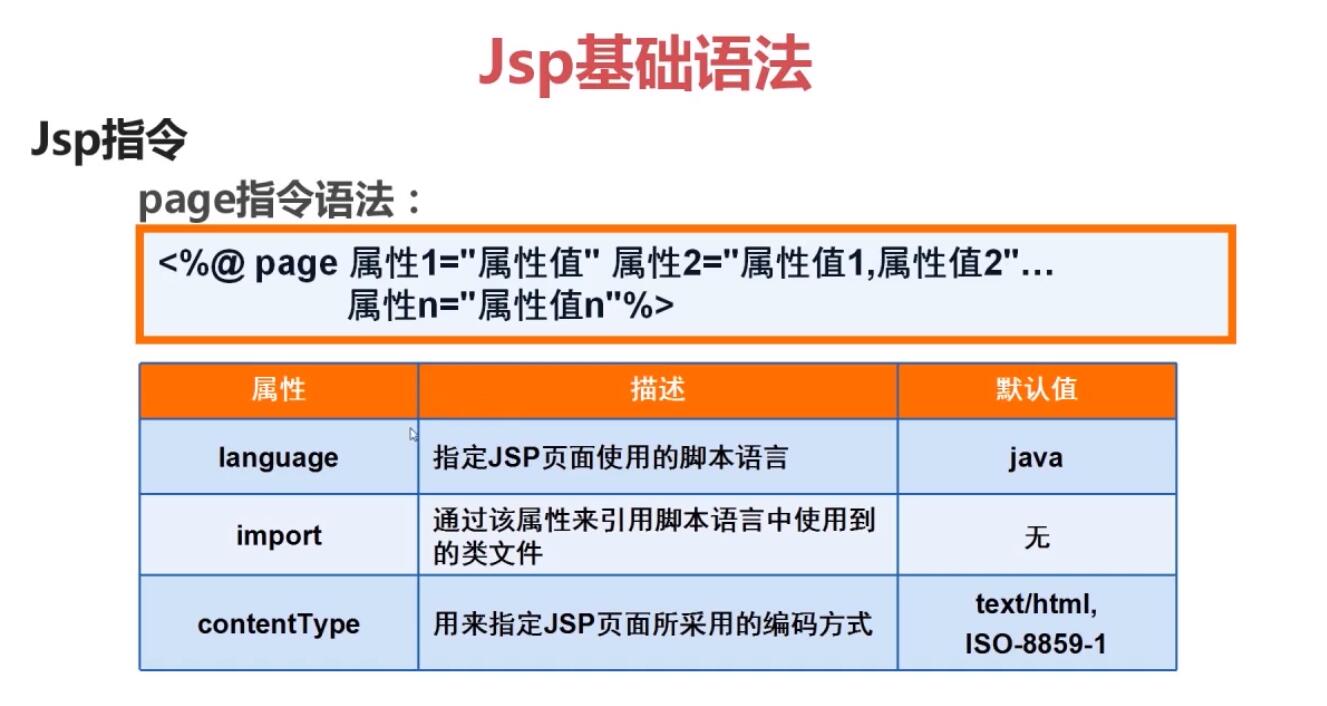 Jsp基础语法
Jsp指令
page指令语法：
<%@ page 属性1="属性值" 属性2="属性值1,属性值2"…
属性n="属性值n"%>
属性 描述 默认值
language 指定JSP页面使用的脚本语言 java
import 通过该属性来引用脚本语言中使用到
的类文件 无
contentType 用来指定JSP页面所采用的编码方式 text/html,
ISO-8859-1